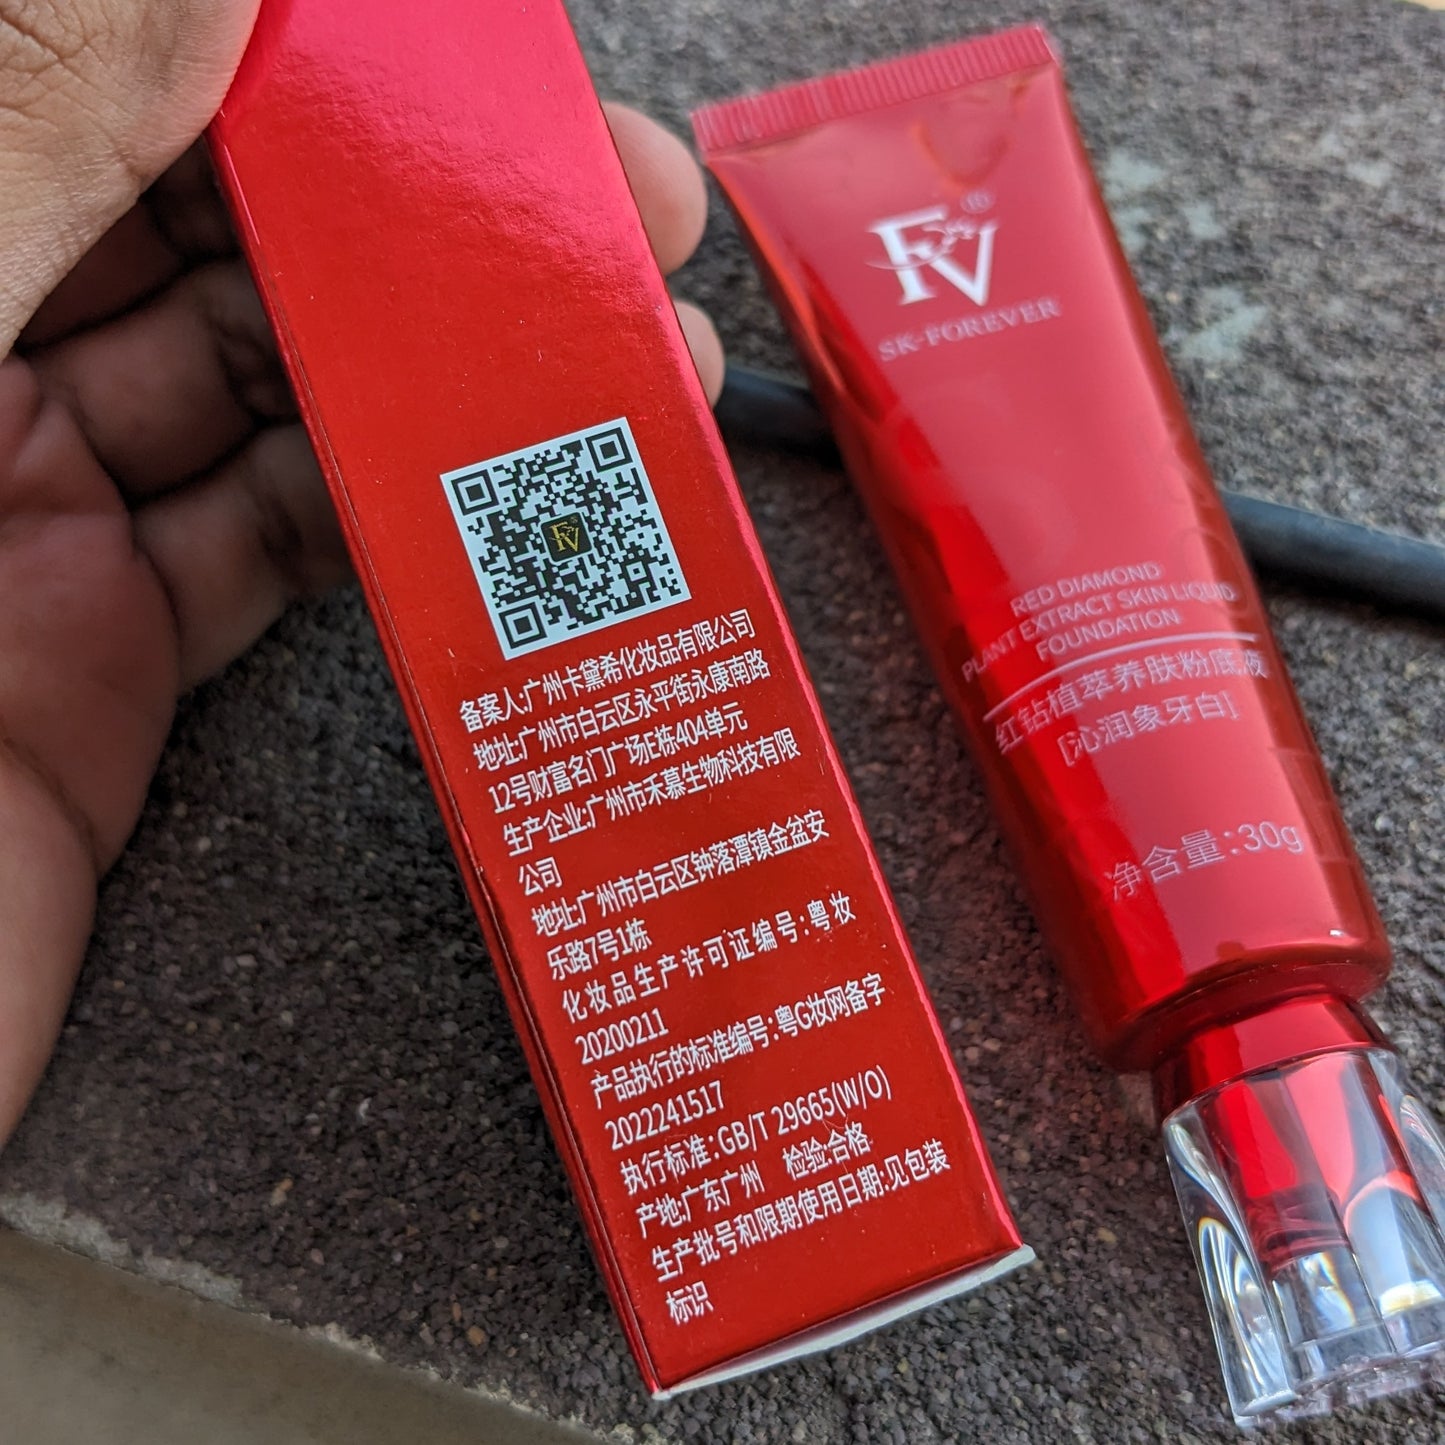 备案人:广州卡黛希化妆品有限公司
地址:广州市白云区永平街永康南路
12号财富名门广场E栋404单元
生产企业:广州市禾慕生物科技有限
公司
地址:广州市白云区钟落潭镇金盆安
乐路7号1栋
化妆品生产许可证编号:粤妆
20200211
产品执行的标准编号:粤G妆网备字
2022241517
执行标准:GB/T 29665(W/O)
产地:广东广州 检验:合格
生产批号和限期使用日期:见包装
标识
FV
FV®
SK-FOREVER
RED DIAMOND
PLANT EXTRACT SKIN LIQUID
FOUNDATION
红钻植萃养肤粉底液
[沁润象牙白]
净含量:30g